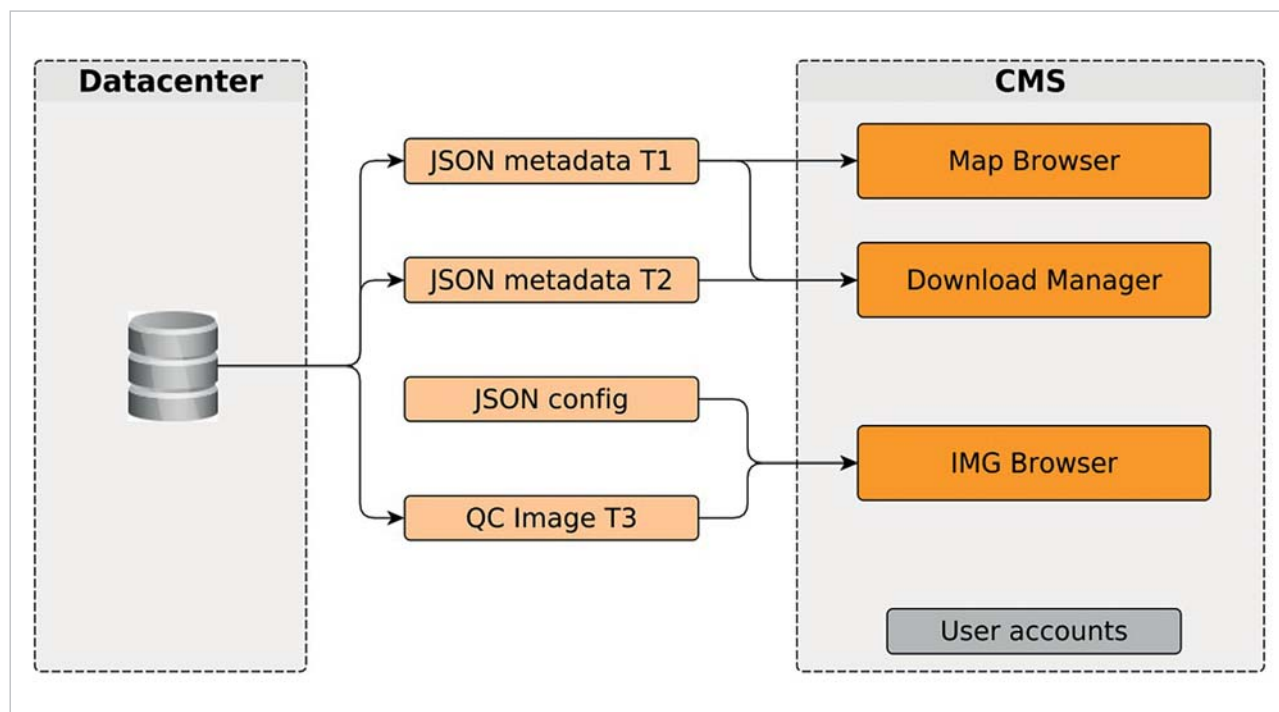 Datacenter
CMS
JSON metadata T1
Map Browser
JSON metadata T2
Download Manager
JSON config
IMG Browser
QC Image T3
User accounts